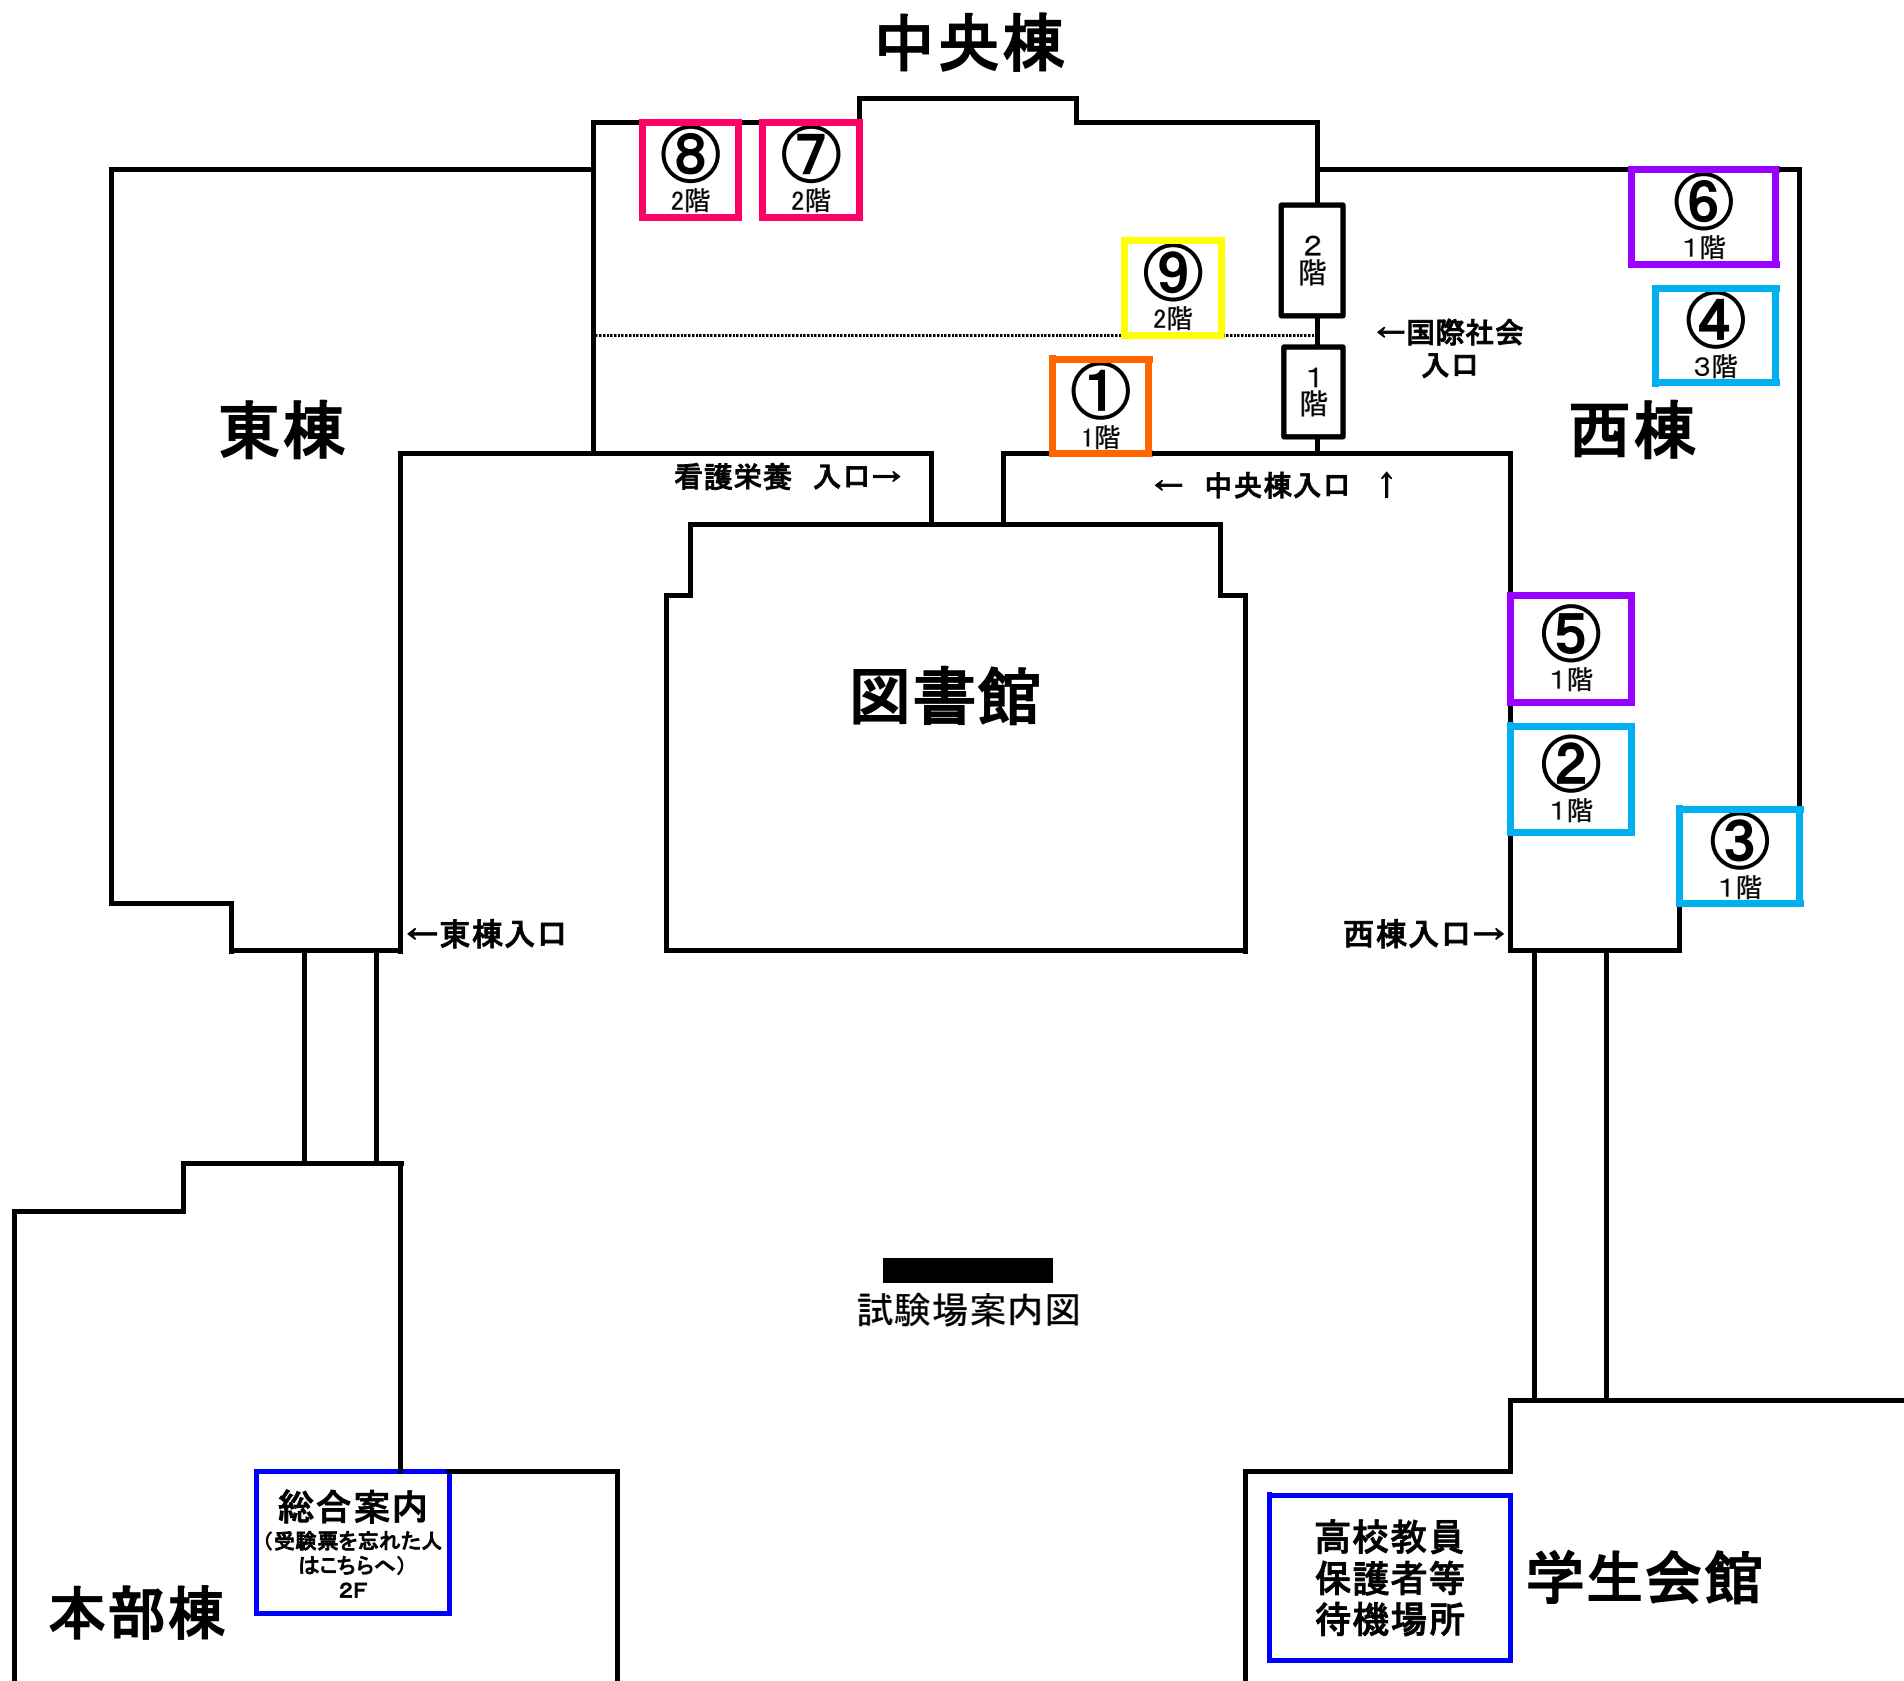 中央棟
⑧
2階
⑦
2階
⑥
1階
⑨
2階
2階
④
3階
←国際社会
入口
①
1階
1階
東棟
西棟
看護栄養 入口→
← 中央棟入口 ↑
⑤
1階
図書館
②
1階
③
1階
←東棟入口
西棟入口→
試験場案内図
総合案内
（受験票を忘れた人
はこちらへ）
2F
本部棟
高校教員
保護者等
待機場所
学生会館